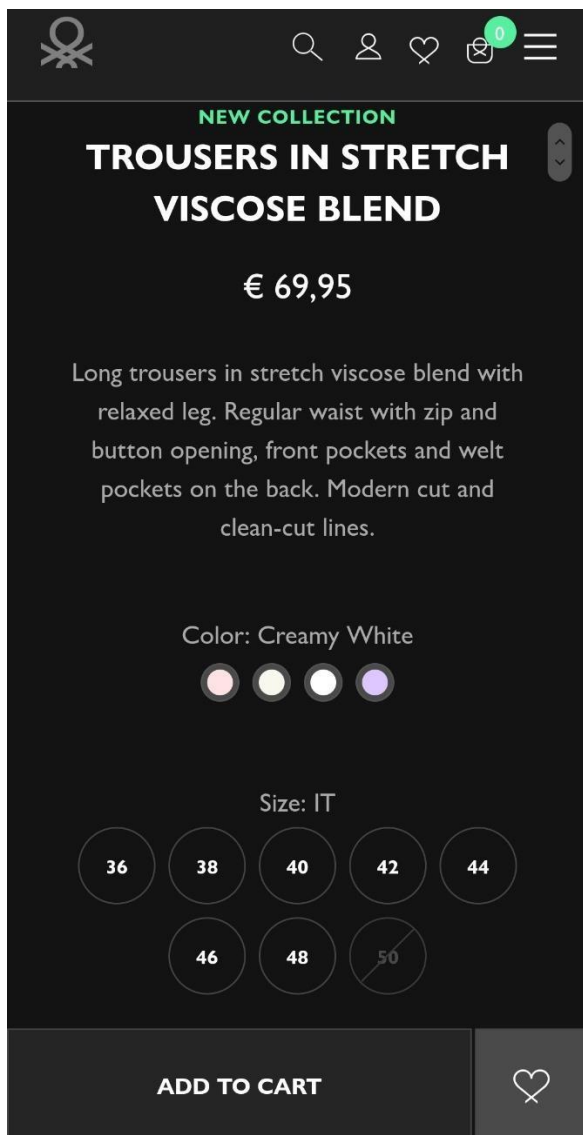 0
NEW COLLECTION
TROUSERS IN STRETCH
VISCOSE BLEND
€ 69,95
Long trousers in stretch viscose blend with
relaxed leg. Regular waist with zip and
button opening, front pockets and welt
pockets on the back. Modern cut and
clean-cut lines.
Color: Creamy White
Size: IT
36 38 40 42 44
46 48 50
ADD TO CART